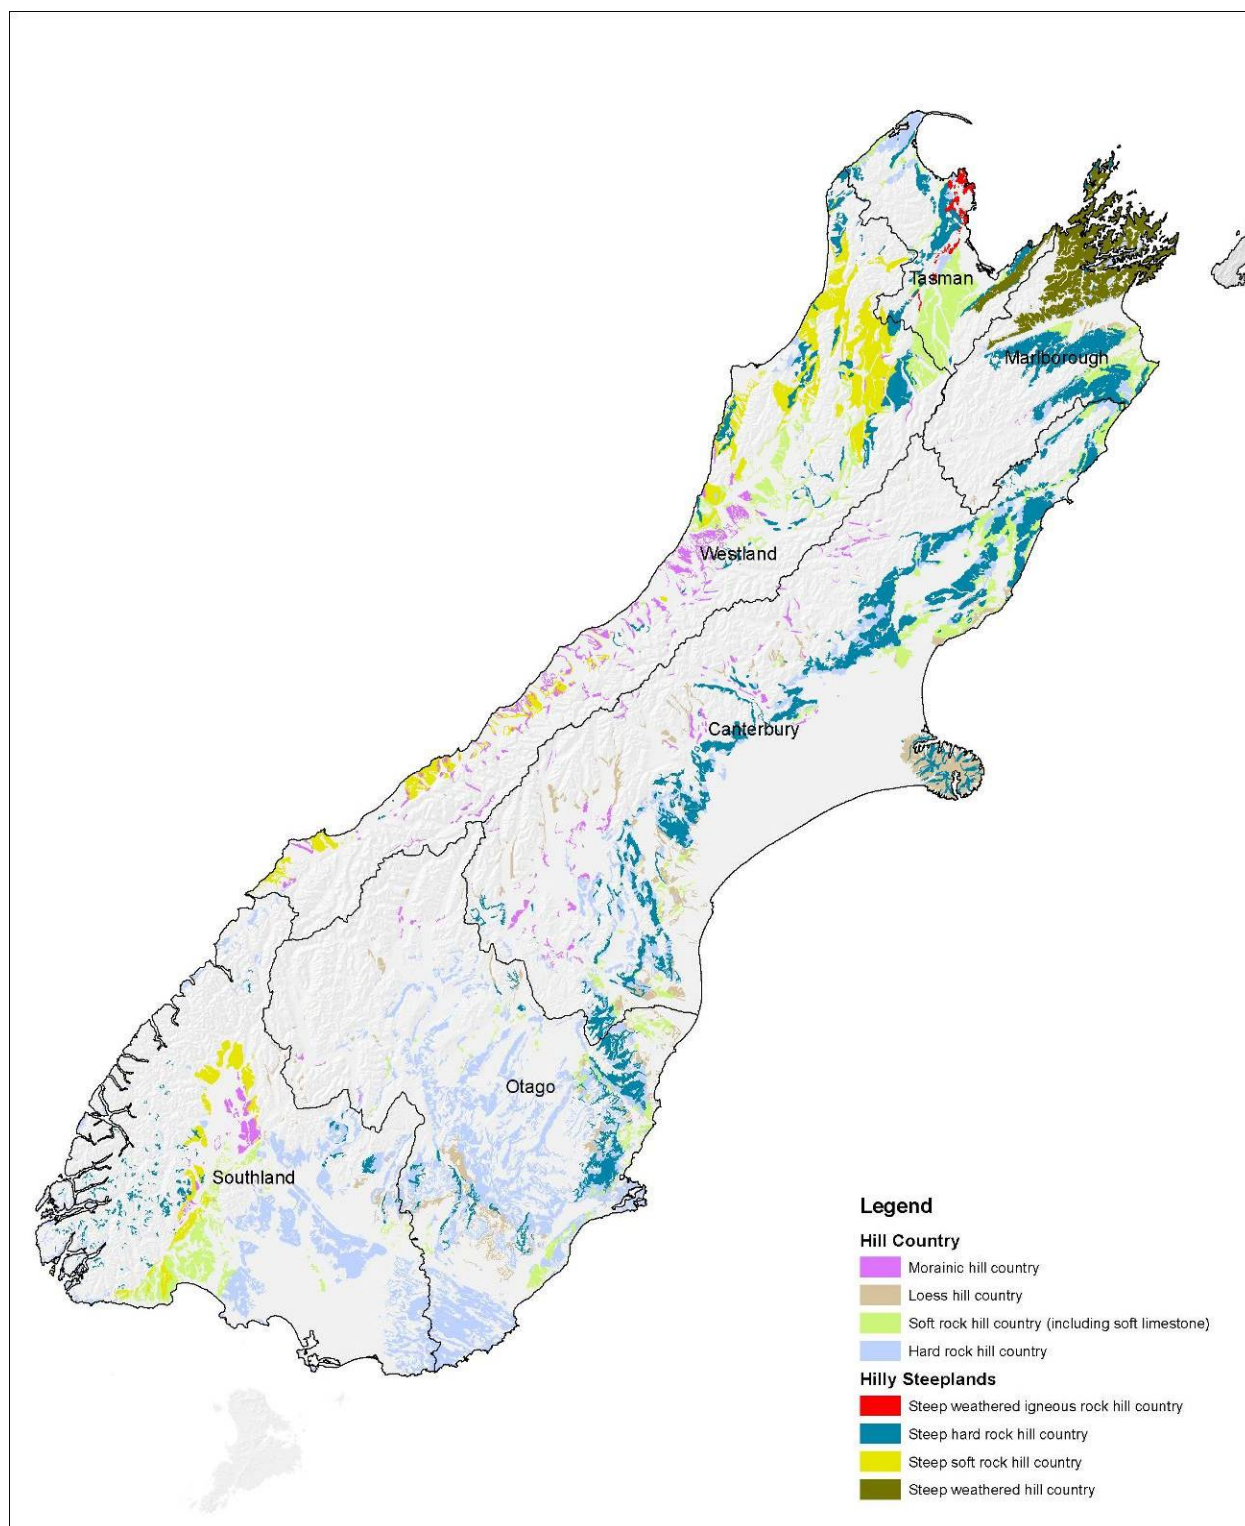 Tasman
Marlborough
Westland
Canterbury
Otago
Southland
Legend
Hill Country
Morainic hill country
Loess hill country
Soft rock hill country (including soft limestone)
Hard rock hill country
Hilly Steeplands
Steep weathered igneous rock hill country
Steep hard rock hill country
Steep soft rock hill country
Steep weathered hill country